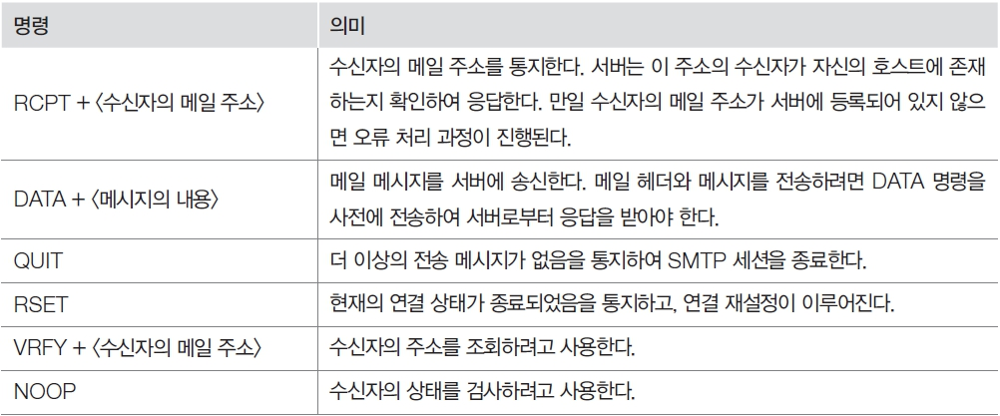 명령 의미
RCPT + 〈수신자의 메일 주소〉
수신자의 메일 주소를 통지한다. 서버는 이 주소의 수신자가 자신의 호스트에 존재
하는지 확인하여 응답한다. 만일 수신자의 메일 주소가 서버에 등록되어 있지 않으
면 오류 처리 과정이 진행된다.
DATA + 〈메시지의 내용〉
메일 메시지를 서버에 송신한다. 메일 헤더와 메시지를 전송하려면 DATA 명령을
사전에 전송하여 서버로부터 응답을 받아야 한다.
QUIT 더 이상의 전송 메시지가 없음을 통지하여 SMTP 세션을 종료한다.
RSET 현재의 연결 상태가 종료되었음을 통지하고, 연결 재설정이 이루어진다.
VRFY + 〈수신자의 메일 주소〉 수신자의 주소를 조회하려고 사용한다.
NOOP 수신자의 상태를 검사하려고 사용한다.